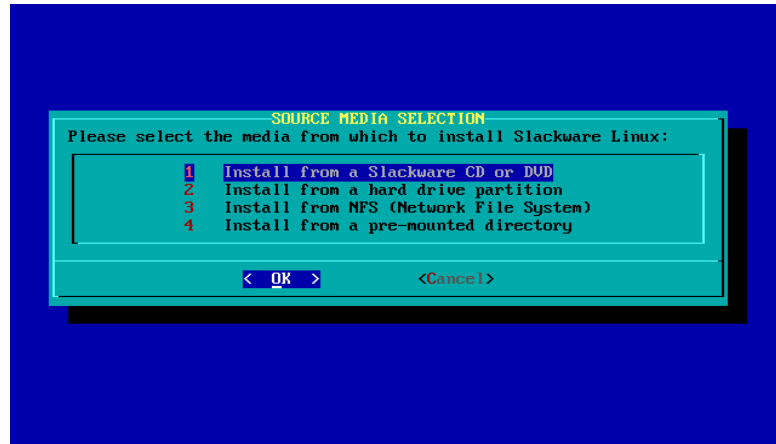 SOURCE MEDIA SELECTION
Please select the media from which to install Slackware Linux:
1 Install from a Slackware CD or DVD
2 Install from a hard drive partition
3 Install from NFS (Network File System)
4 Install from a pre-mounted directory
< OK > <Cancel>